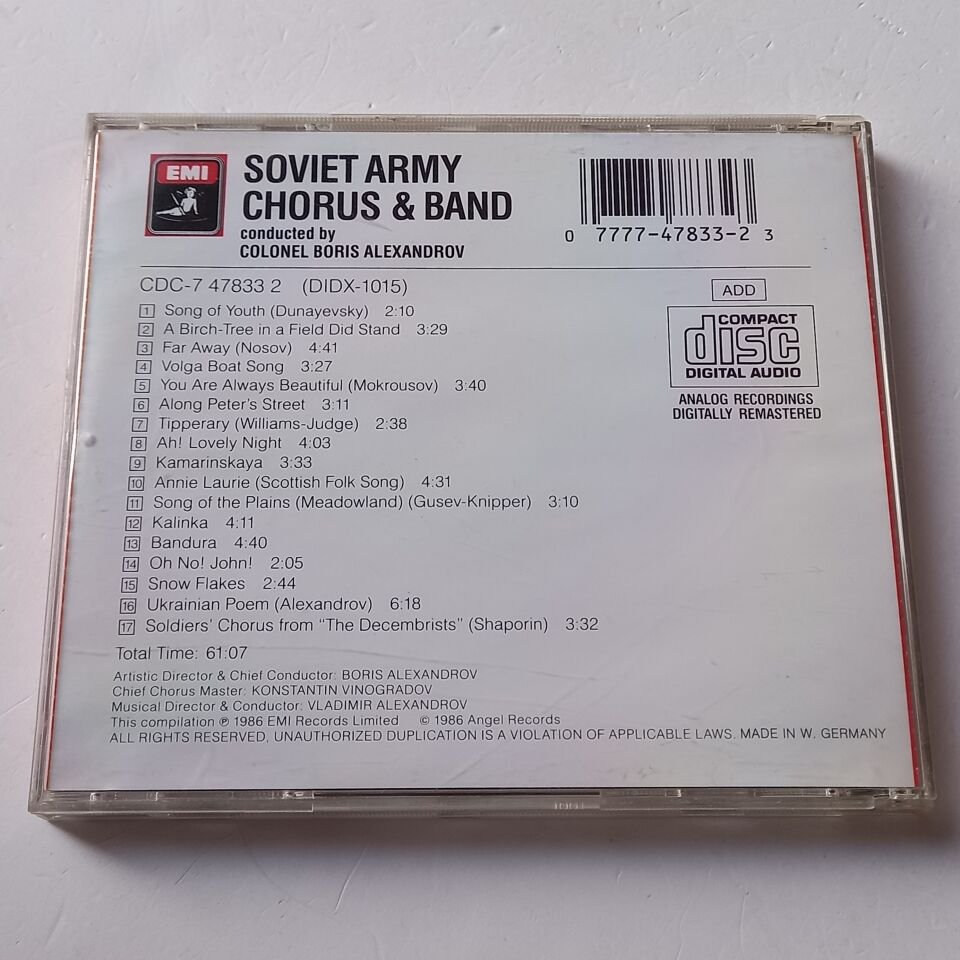 EMI
SOVIET ARMY
CHORUS & BAND
conducted by
COLONEL BORIS ALEXANDROV
0 7777-47833-2 3
CDC-7 47833 2 (DIDX-1015)
ADD
1 Song of Youth (Dunayevsky) 2:10
2 A Birch-Tree in a Field Did Stand 3:29
3 Far Away (Nosov) 4:41
4 Volga Boat Song 3:27
5 You Are Always Beautiful (Mokrousov) 3:40
6 Along Peter's Street 3:11
7 Tipperary (Williams-Judge) 2:38
8 Ah! Lovely Night 4:03
9 Kamarinskaya 3:33
10 Annie Laurie (Scottish Folk Song) 4:31
11 Song of the Plains (Meadowland) (Gusev-Knipper) 3:10
12 Kalinka 4:11
13 Bandura 4:40
14 Oh No! John! 2:05
15 Snow Flakes 2:44
16 Ukrainian Poem (Alexandrov) 6:18
17 Soldiers' Chorus from "The Decembrists" (Shaporin) 3:32
COMPACT
disc
DIGITAL AUDIO
ANALOG RECORDINGS
DIGITALLY REMASTERED
Total Time: 61:07
Artistic Director & Chief Conductor: BORIS ALEXANDROV
Chief Chorus Master: KONSTANTIN VINOGRADOV
Musical Director & Conductor: VLADIMIR ALEXANDROV
This compilation ℗ 1986 EMI Records Limited © 1986 Angel Records
ALL RIGHTS RESERVED, UNAUTHORIZED DUPLICATION IS A VIOLATION OF APPLICABLE LAWS. MADE IN W. GERMANY